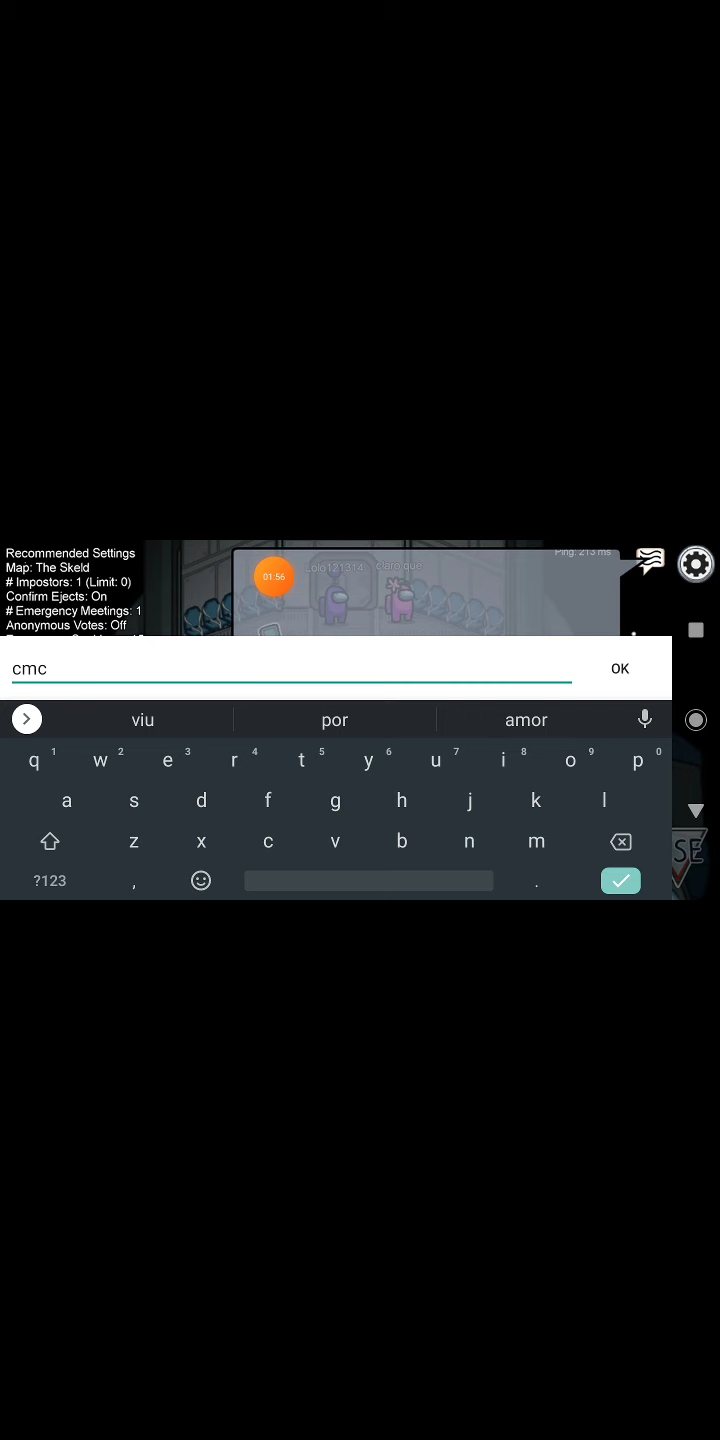 Recommended Settings
Map: The Skeld
# Impostors: 1 (Limit: 0)
Confirm Ejects: On
# Emergency Meetings: 1
Anonymous Votes: Off
Ping: 213 ms
01:56
Lolo121314
claro que
cmc
OK
viu por amor
q 1 w 2 e 3 r 4 t 5 y 6 u 7 i 8 o 9 p 0
a s d f g h j k l
z x c v b n m
?123 , .